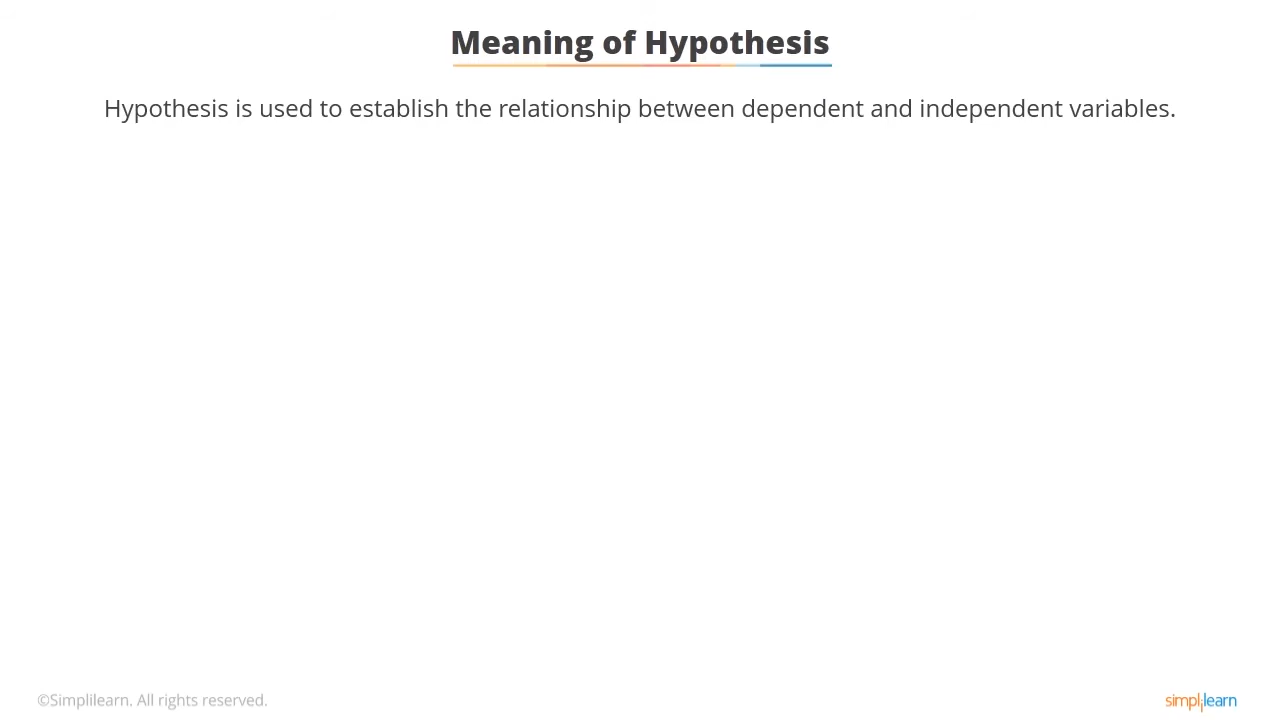 Meaning of Hypothesis
Hypothesis is used to establish the relationship between dependent and independent variables.
©Simplilearn. All rights reserved.
simplilearn